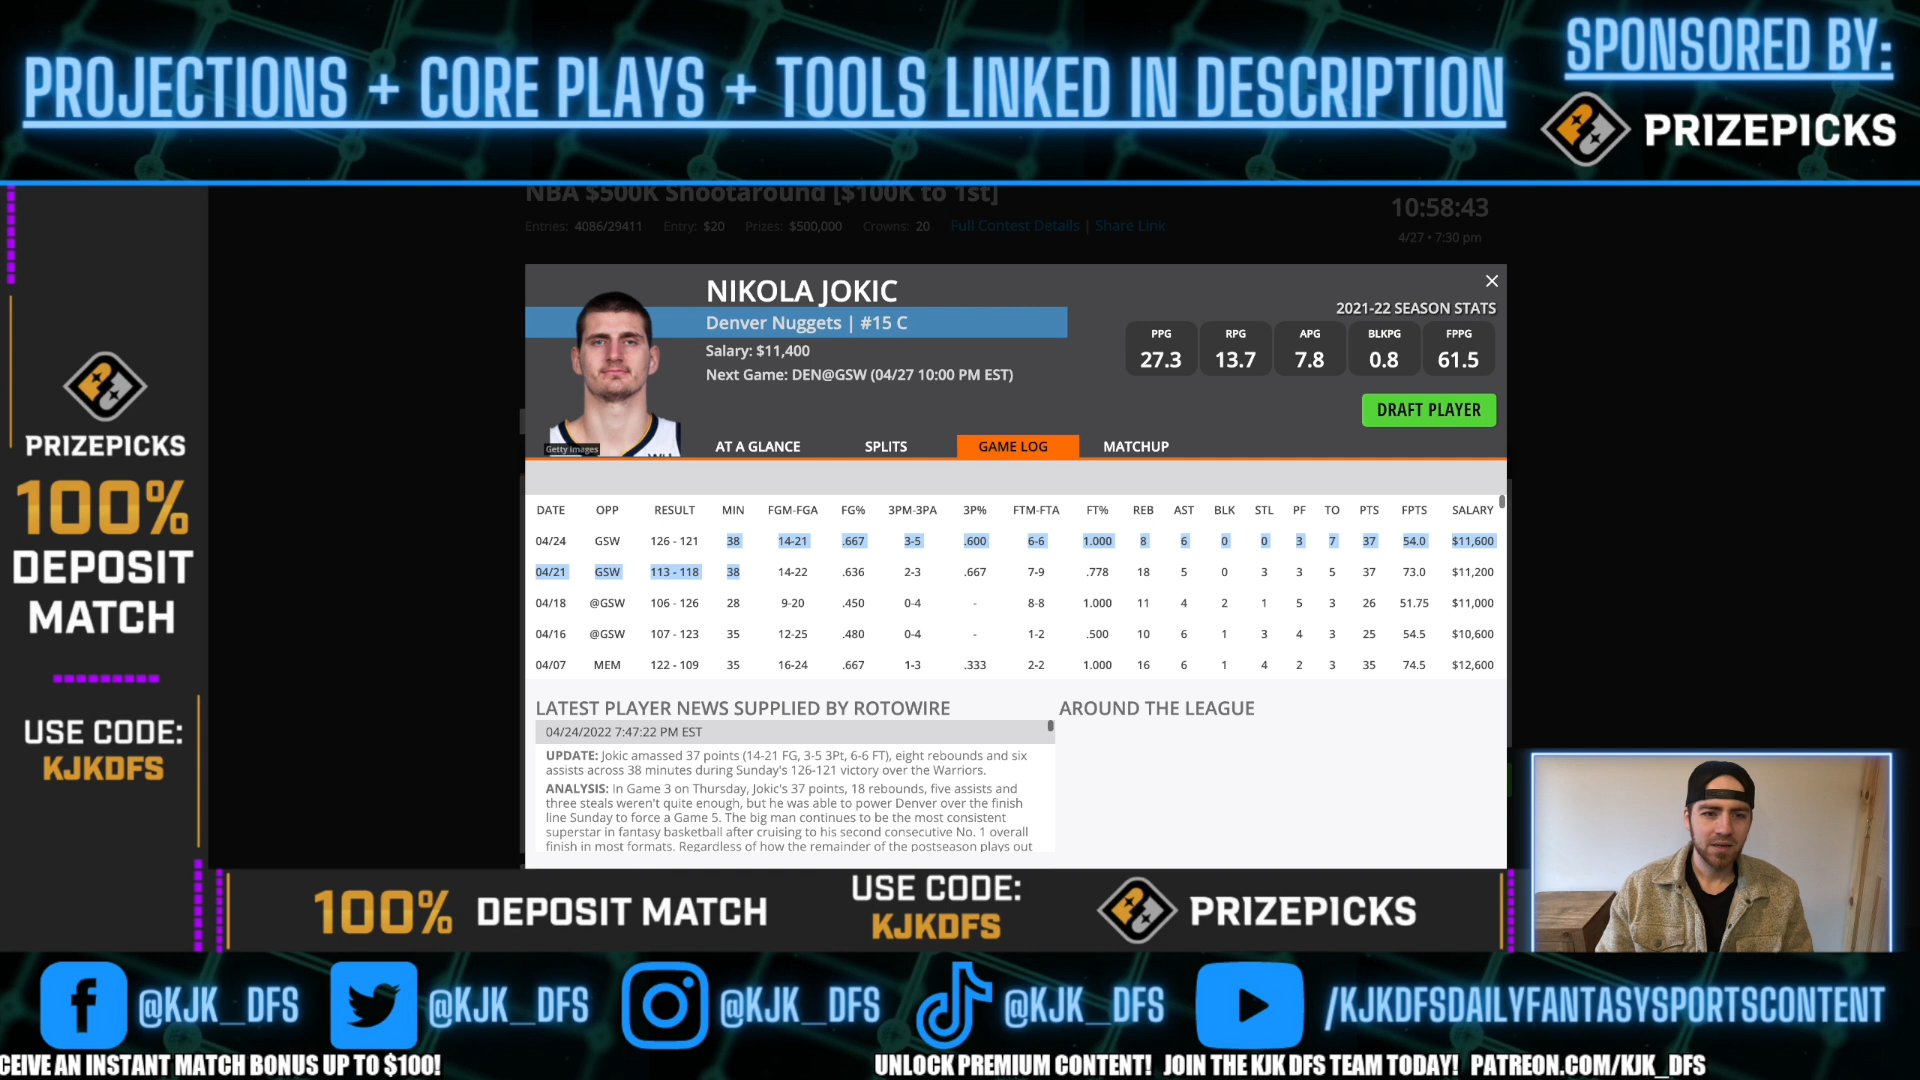 PROJECTIONS + CORE PLAYS + TOOLS LINKED IN DESCRIPTION
SPONSORED BY:
PRIZEPICKS
NBA $500K Shootaround [$100K to 1st]
Entries: 4086/29411 Entry: $20 Prizes: $500,000 Crowns: 20 Full Contest Details | Share Link
10:58:43
4/27 • 7:30 pm
PRIZEPICKS
100%
DEPOSIT
MATCH
USE CODE:
KJKDFS
NIKOLA JOKIC
Denver Nuggets | #15 C
Salary: $11,400
Next Game: DEN@GSW (04/27 10:00 PM EST)
Getty Images
2021-22 SEASON STATS
PPG RPG APG BLKPG FPPG
27.3 13.7 7.8 0.8 61.5
DRAFT PLAYER
AT A GLANCE SPLITS GAME LOG MATCHUP
DATE OPP RESULT MIN FGM-FGA FG% 3PM-3PA 3P% FTM-FTA FT% REB AST BLK STL PF TO PTS FPTS SALARY
04/24 GSW 126 - 121 38 14-21 .667 3-5 .600 6-6 1.000 8 6 0 0 3 7 37 54.0 $11,600
04/21 GSW 113 - 118 38 14-22 .636 2-3 .667 7-9 .778 18 5 0 3 3 5 37 73.0 $11,200
04/18 @GSW 106 - 126 28 9-20 .450 0-4 - 8-8 1.000 11 4 2 1 5 3 26 51.75 $11,000
04/16 @GSW 107 - 123 35 12-25 .480 0-4 - 1-2 .500 10 6 1 3 4 3 25 54.5 $10,600
04/07 MEM 122 - 109 35 16-24 .667 1-3 .333 2-2 1.000 16 6 1 4 2 3 35 74.5 $12,600
LATEST PLAYER NEWS SUPPLIED BY ROTOWIRE
AROUND THE LEAGUE
04/24/2022 7:47:22 PM EST
UPDATE: Jokic amassed 37 points (14-21 FG, 3-5 3Pt, 6-6 FT), eight rebounds and six
assists across 38 minutes during Sunday's 126-121 victory over the Warriors.
ANALYSIS: In Game 3 on Thursday, Jokic's 37 points, 18 rebounds, five assists and
three steals weren't quite enough, but he was able to power Denver over the finish
line Sunday to force a Game 5. The big man continues to be the most consistent
superstar in fantasy basketball after cruising to his second consecutive No. 1 overall
finish in most formats. Regardless of how the remainder of the postseason plays out
100% DEPOSIT MATCH
USE CODE:
KJKDFS
PRIZEPICKS
@KJK_DFS @KJK_DFS @KJK_DFS @KJK_DFS /KJKDFSDAILYFANTASYSPORTSCONTENT
CEIVE AN INSTANT MATCH BONUS UP TO $100! UNLOCK PREMIUM CONTENT! JOIN THE KJK DFS TEAM TODAY! PATREON.COM/KJK_DFS